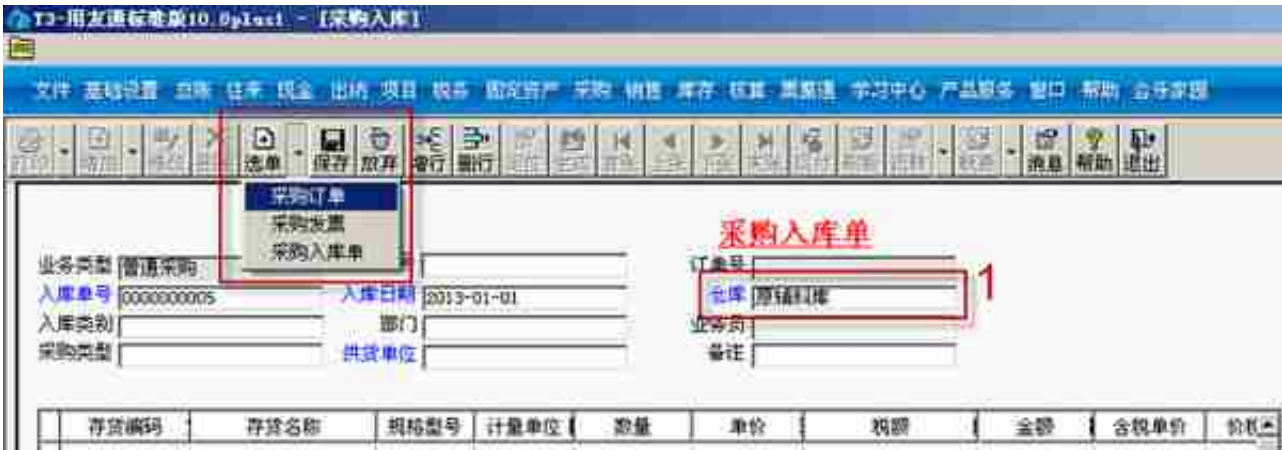 T3-用友通标准版10.8plus1 - [采购入库]
文件 基础设置 总账 往来 现金 出纳 项目 税务 固定资产 采购 销售 库存 核算 票据通 学习中心 产品服务 窗口 帮助
选单 保存 放弃 增行 删行 消息 帮助 退出
采购订单
采购发票
采购入库单
采购入库单
业务类型 普通采购 订单号
入库单号 0000000005 入库日期 2013-01-01 仓库 原辅料库 1
入库类别 部门 业务员
采购类型 供货单位 备注
存货编码 存货名称 规格型号 计量单位 数量 单价 税额 金额 含税单价